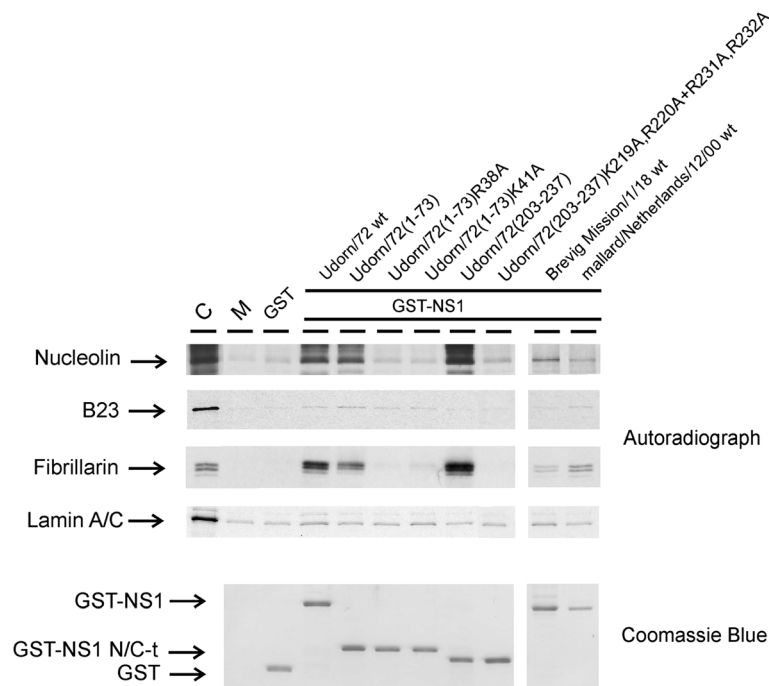 Udorn/72 wt
Udorn/72(1-73)
Udorn/72(1-73)R38A
Udorn/72(1-73)K41A
Udorn/72(203-237)
Udorn/72(203-237)K219A,R220A+R231A,R232A
Brevig Mission/1/18 wt
mallard/Netherlands/12/00 wt
C M GST
GST-NS1
Nucleolin
B23
Fibrillarin
Lamin A/C
Autoradiograph
GST-NS1
GST-NS1 N/C-t
GST
Coomassie Blue